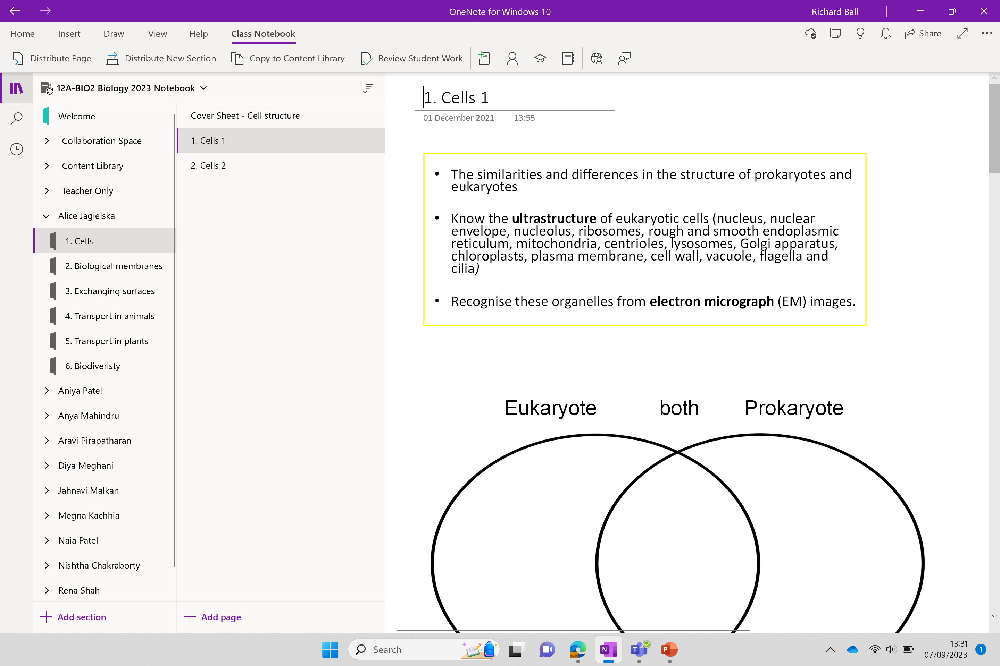 OneNote for Windows 10
Richard Ball
Home Insert Draw View Help Class Notebook
Share
Distribute Page Distribute New Section Copy to Content Library Review Student Work
12A-BIO2 Biology 2023 Notebook
Welcome
_Collaboration Space
_Content Library
_Teacher Only
Alice Jagielska
1. Cells
2. Biological membranes
3. Exchanging surfaces
4. Transport in animals
5. Transport in plants
6. Biodiveristy
Aniya Patel
Anya Mahindru
Aravi Pirapatharan
Diya Meghani
Jahnavi Malkan
Megna Kachhia
Naia Patel
Nishtha Chakraborty
Rena Shah
Add section
Cover Sheet - Cell structure
1. Cells 1
2. Cells 2
Add page
1. Cells 1
01 December 2021 13:55
• The similarities and differences in the structure of prokaryotes and
eukaryotes
• Know the ultrastructure of eukaryotic cells (nucleus, nuclear
envelope, nucleolus, ribosomes, rough and smooth endoplasmic
reticulum, mitochondria, centrioles, lysosomes, Golgi apparatus,
chloroplasts, plasma membrane, cell wall, vacuole, flagella and
cilia)
• Recognise these organelles from electron micrograph (EM) images.
Eukaryote both Prokaryote
Search
N
T
P
13:31
07/09/2023
1